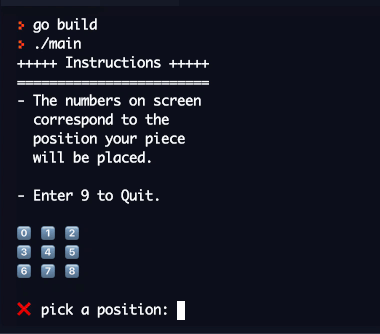 > go build
> ./main
+++++ Instructions +++++
========================
- The numbers on screen
correspond to the
position your piece
will be placed.
- Enter 9 to Quit.
0 1 2
3 4 5
6 7 8
❌ pick a position: